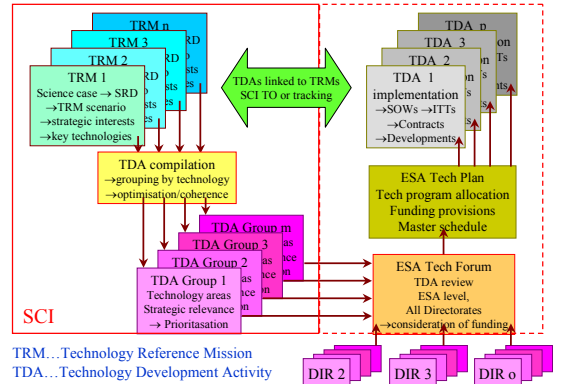 TRM n
TRM 3
TRM 2
TRM 1
Science case → SRD
→TRM scenario
→strategic interests
→key technologies
TDAs linked to TRMs
SCI TO or tracking
TDA p
TDA 3
TDA 2
TDA 1
implementation
→SOWs →ITTs
→Contracts
→Developments
TDA compilation
→grouping by technology
→optimisation/coherence
ESA Tech Plan
Tech program allocation
Funding provisions
Master schedule
TDA Group m
TDA Group 3
TDA Group 2
TDA Group 1
Technology areas
Strategic relevance
→ Prioritasation
ESA Tech Forum
TDA review
ESA level,
All Directorates
→consideration of funding
SCI
TRM…Technology Reference Mission
TDA…Technology Development Activity
DIR 2
DIR 3
DIR o